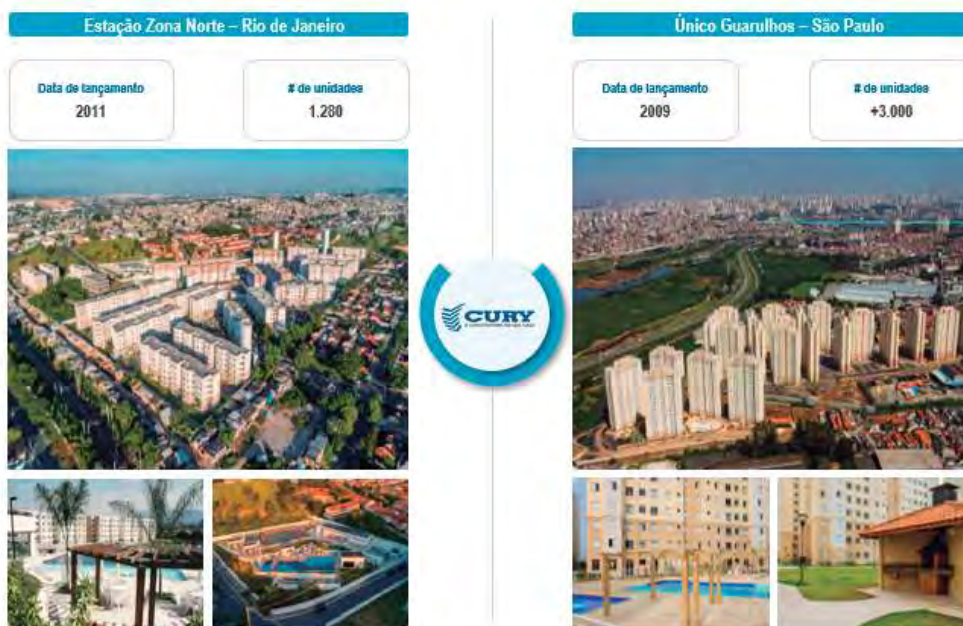 Estação Zona Norte – Rio de Janeiro
Data de lançamento
2011
# de unidades
1.280
CURY
Único Guarulhos – São Paulo
Data de lançamento
2009
# de unidades
+3.000